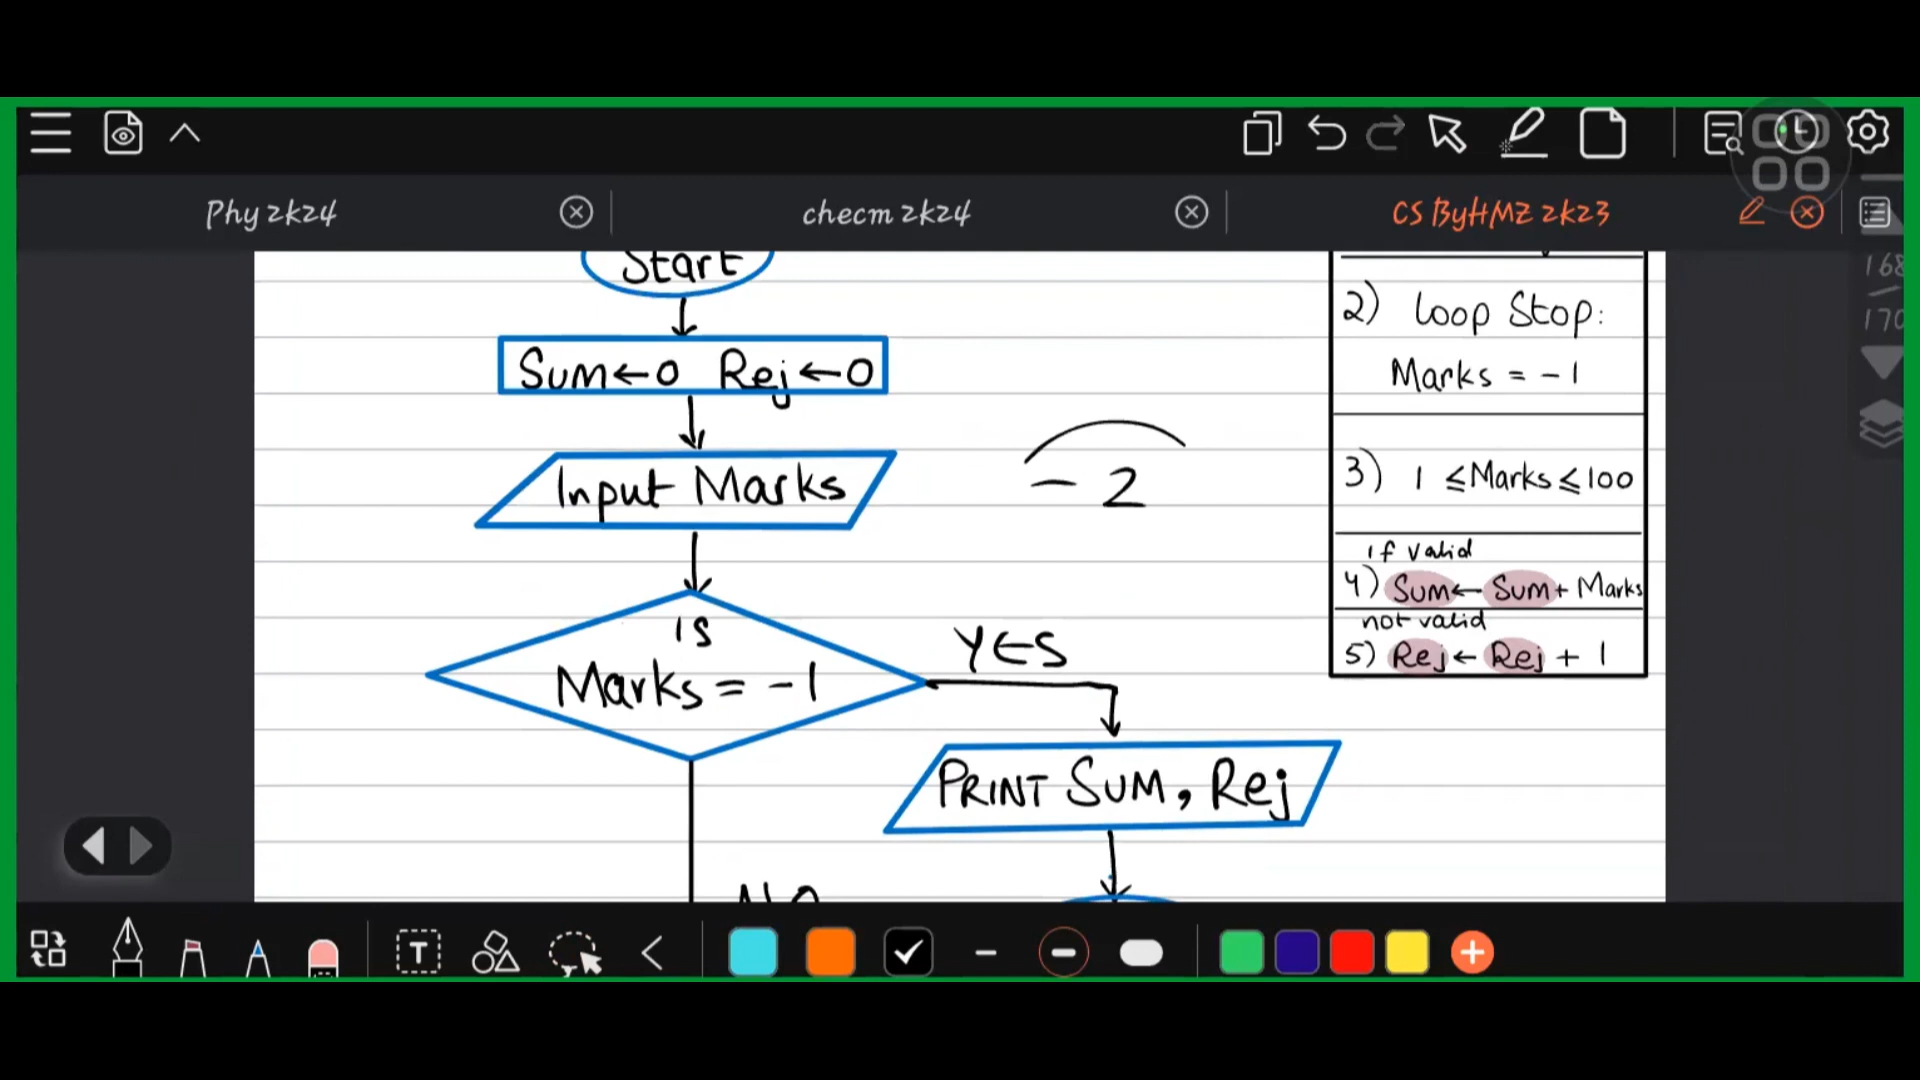 Phy 2k24
checm 2k24
CS ByHMZ 2k23
168
170
Start
Sum←0 Rej←0
Input Marks
- 2
is
Marks = -1
YES
PRINT SUM, Rej
NO
2) Loop Stop:
Marks = -1
3) 1 ≤Marks≤100
if valid
4) Sum← Sum+ Marks
not valid
5) Rej← Rej + 1
T